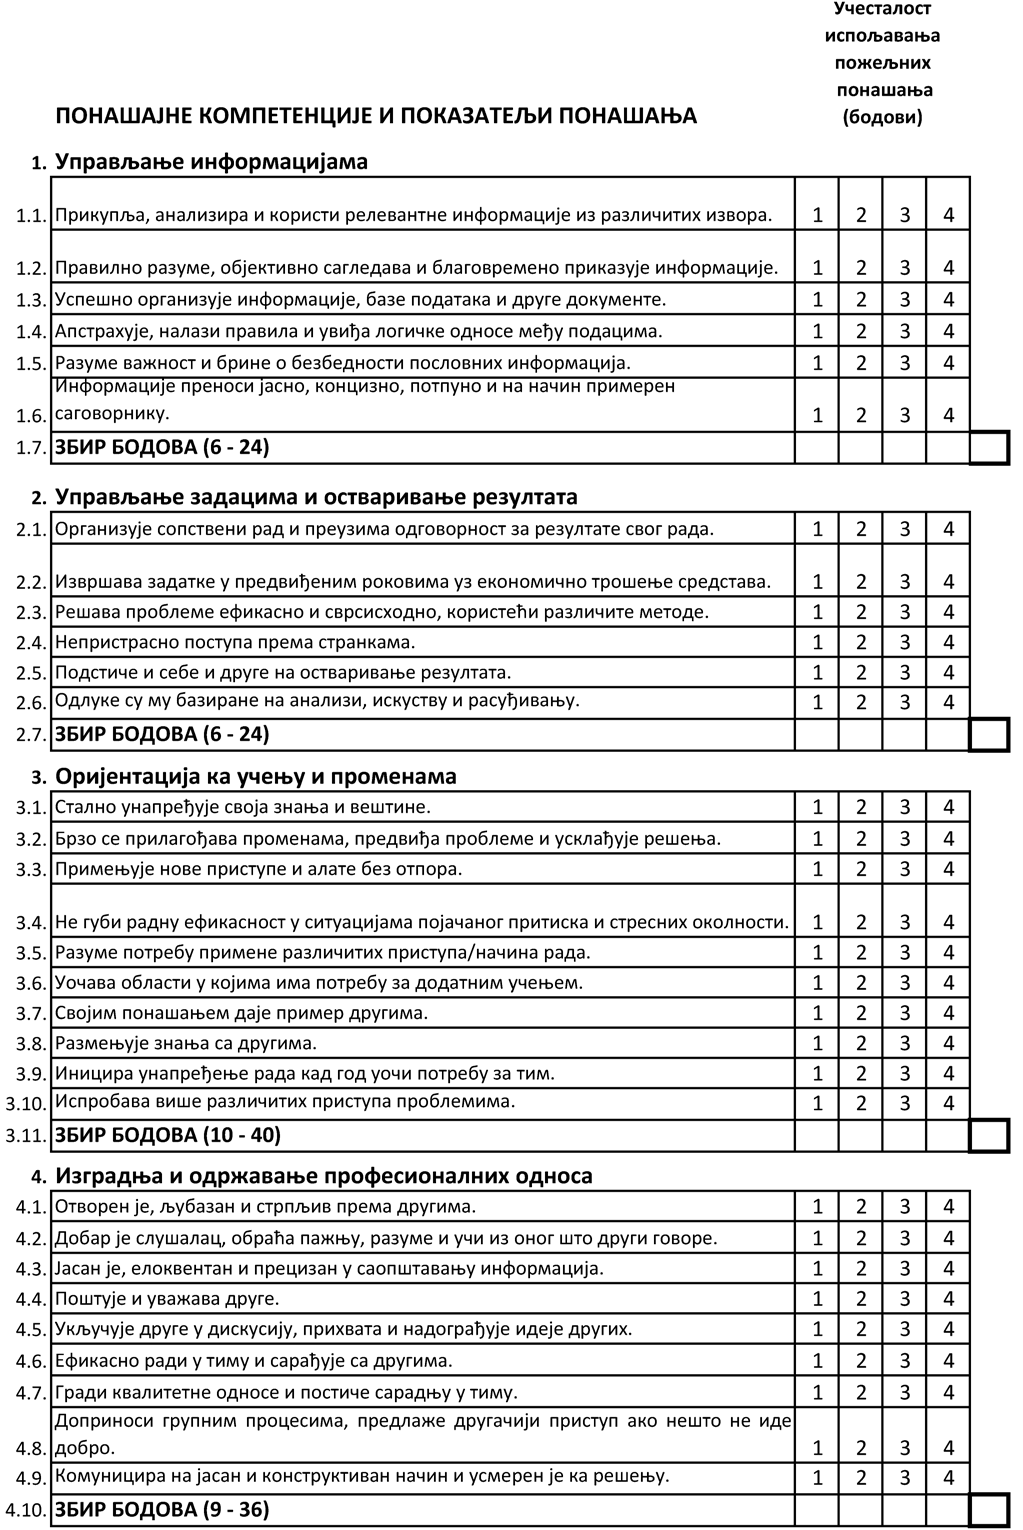 Учесталост
испољавања
пожељних
понашања
(бодови)
ПОНАШАЈНЕ КОМПЕТЕНЦИЈЕ И ПОКАЗАТЕЉИ ПОНАШАЊА
1. Управљање информацијама
1.1. Прикупља, анализира и користи релевантне информације из различитих извора. 1 2 3 4
1.2. Правилно разуме, објективно сагледава и благовремено приказује информације. 1 2 3 4
1.3. Успешно организује информације, базе података и друге документе. 1 2 3 4
1.4. Апстрахује, налази правила и увиђа логичке односе међу подацима. 1 2 3 4
1.5. Разуме важност и брине о безбедности пословних информација. 1 2 3 4
Информације преноси јасно, концизно, потпуно и на начин примерен
1.6. саговорнику. 1 2 3 4
1.7. ЗБИР БОДОВА (6 - 24)
2. Управљање задацима и остваривање резултата
2.1. Организује сопствени рад и преузима одговорност за резултате свог рада. 1 2 3 4
2.2. Извршава задатке у предвиђеним роковима уз економично трошење средстава. 1 2 3 4
2.3. Решава проблеме ефикасно и сврсисходно, користећи различите методе. 1 2 3 4
2.4. Непристрасно поступа према странкама. 1 2 3 4
2.5. Подстиче и себе и друге на остваривање резултата. 1 2 3 4
2.6. Одлуке су му базиране на анализи, искуству и расуђивању. 1 2 3 4
2.7. ЗБИР БОДОВА (6 - 24)
3. Оријентација ка учењу и променама
3.1. Стално унапређује своја знања и вештине. 1 2 3 4
3.2. Брзо се прилагођава променама, предвиђа проблеме и усклађује решења. 1 2 3 4
3.3. Примењује нове приступе и алате без отпора. 1 2 3 4
3.4. Не губи радну ефикасност у ситуацијама појачаног притиска и стресних околности. 1 2 3 4
3.5. Разуме потребу примене различитих приступа/начина рада. 1 2 3 4
3.6. Уочава области у којима има потребу за додатним учењем. 1 2 3 4
3.7. Својим понашањем даје пример другима. 1 2 3 4
3.8. Размењује знања са другима. 1 2 3 4
3.9. Иницира унапређење рада кад год уочи потребу за тим. 1 2 3 4
3.10. Испробава више различитих приступа проблемима. 1 2 3 4
3.11. ЗБИР БОДОВА (10 - 40)
4. Изградња и одржавање професионалних односа
4.1. Отворен је, љубазан и стрпљив према другима. 1 2 3 4
4.2. Добар је слушалац, обраћа пажњу, разуме и учи из оног што други говоре. 1 2 3 4
4.3. Јасан је, елоквентан и прецизан у саопштавању информација. 1 2 3 4
4.4. Поштује и уважава друге. 1 2 3 4
4.5. Укључује друге у дискусију, прихвата и надограђује идеје других. 1 2 3 4
4.6. Ефикасно ради у тиму и сарађује са другима. 1 2 3 4
4.7. Гради квалитетне односе и постиче сарадњу у тиму. 1 2 3 4
Доприноси групним процесима, предлаже другачији приступ ако нешто не иде
4.8. добро. 1 2 3 4
4.9. Комуницира на јасан и конструктиван начин и усмерен је ка решењу. 1 2 3 4
4.10. ЗБИР БОДОВА (9 - 36)